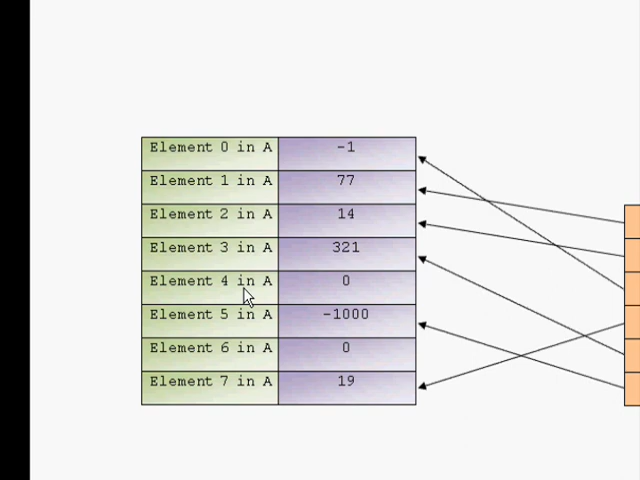 Element 0 in A -1
Element 1 in A 77
Element 2 in A 14
Element 3 in A 321
Element 4 in A 0
Element 5 in A -1000
Element 6 in A 0
Element 7 in A 19